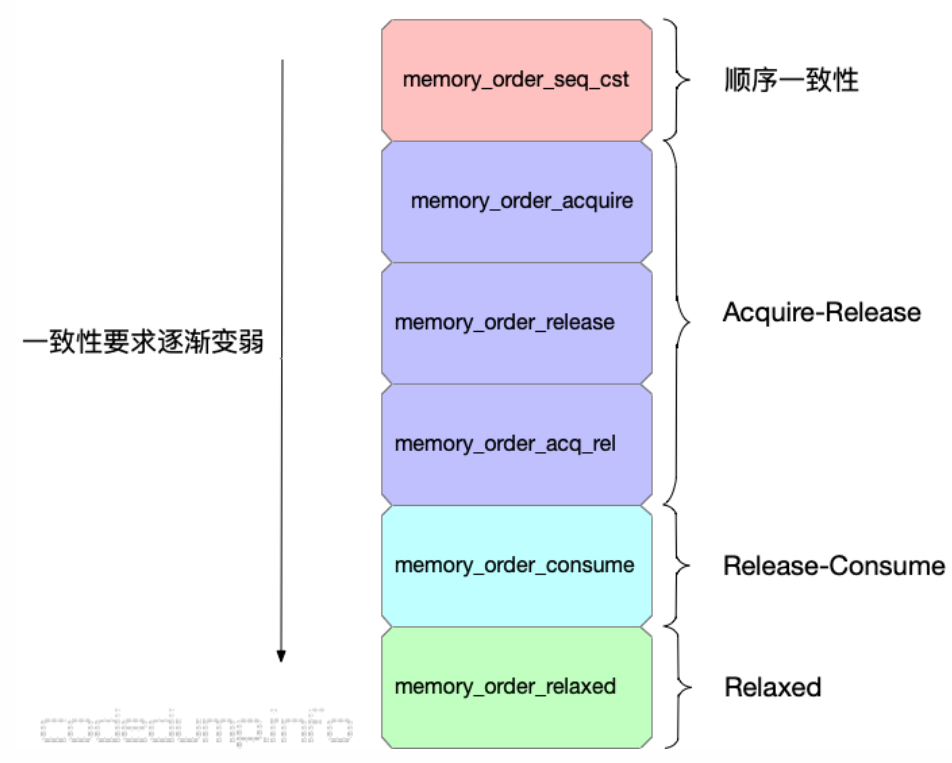 memory_order_seq_cst
顺序一致性
memory_order_acquire
memory_order_release
Acquire-Release
一致性要求逐渐变弱
memory_order_acq_rel
memory_order_consume
Release-Consume
memory_order_relaxed
Relaxed
codedump.info